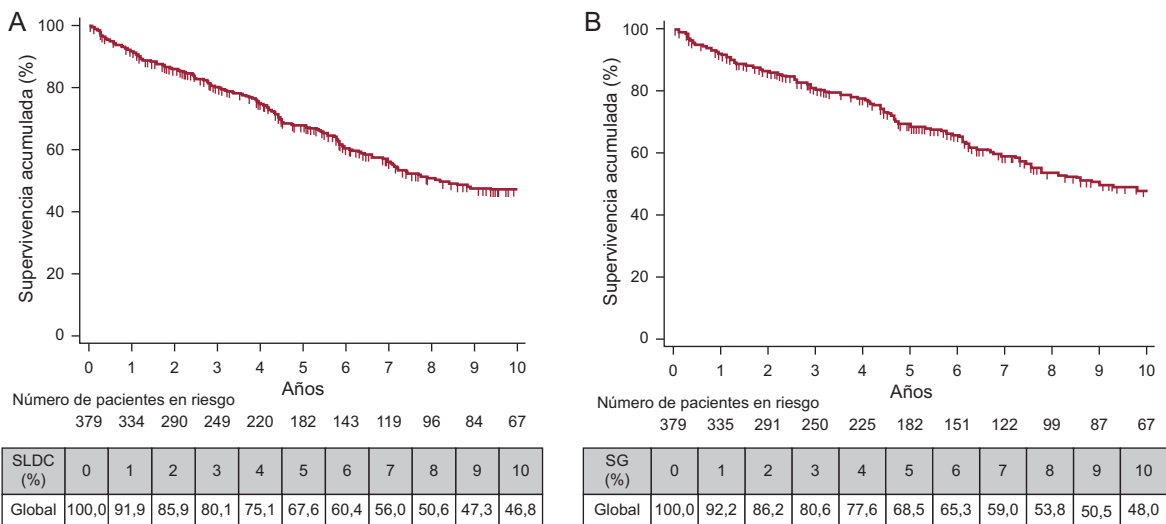 A
Supervivencia acumulada (%)
100
80
60
40
20
0
0 1 2 3 4 5 6 7 8 9 10
Años
Número de pacientes en riesgo
379 334 290 249 220 182 143 119 96 84 67
SLDC (%) 0 1 2 3 4 5 6 7 8 9 10
Global 100,0 91,9 85,9 80,1 75,1 67,6 60,4 56,0 50,6 47,3 46,8
B
Supervivencia acumulada (%)
100
80
60
40
20
0
0 1 2 3 4 5 6 7 8 9 10
Años
Número de pacientes en riesgo
379 335 291 250 225 182 151 122 99 87 67
SG (%) 0 1 2 3 4 5 6 7 8 9 10
Global 100,0 92,2 86,2 80,6 77,6 68,5 65,3 59,0 53,8 50,5 48,0